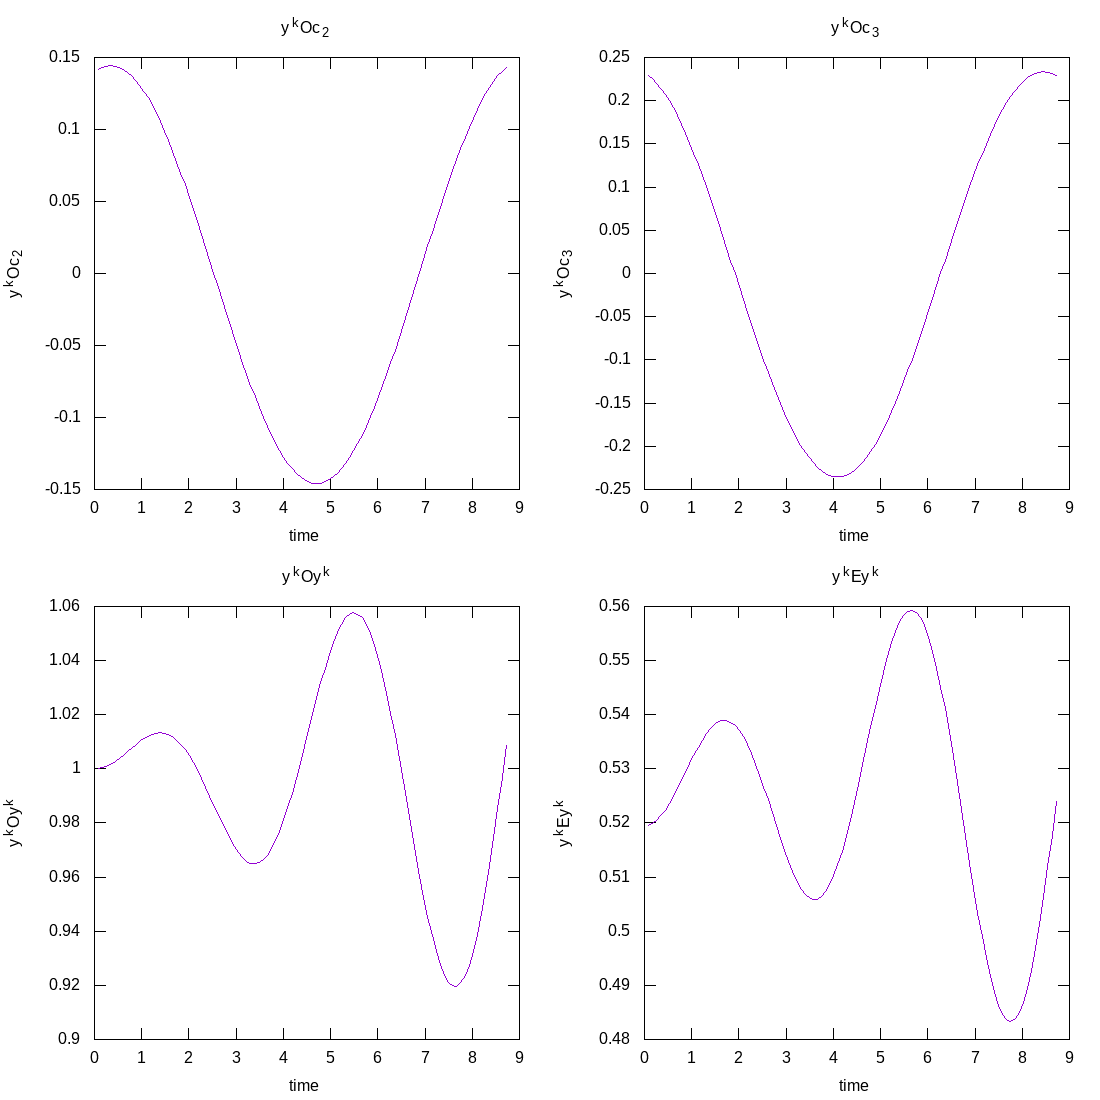 y^kOc_2
0.15
0.1
0.05
0
-0.05
-0.1
-0.15
0 1 2 3 4 5 6 7 8 9
y^kOc_2
time
y^kOc_3
0.25
0.2
0.15
0.1
0.05
0
-0.05
-0.1
-0.15
-0.2
-0.25
0 1 2 3 4 5 6 7 8 9
y^kOc_3
time
y^kOy^k
1.06
1.04
1.02
1
0.98
0.96
0.94
0.92
0.9
0 1 2 3 4 5 6 7 8 9
y^kOy^k
time
y^kEy^k
0.56
0.55
0.54
0.53
0.52
0.51
0.5
0.49
0.48
0 1 2 3 4 5 6 7 8 9
y^kEy^k
time